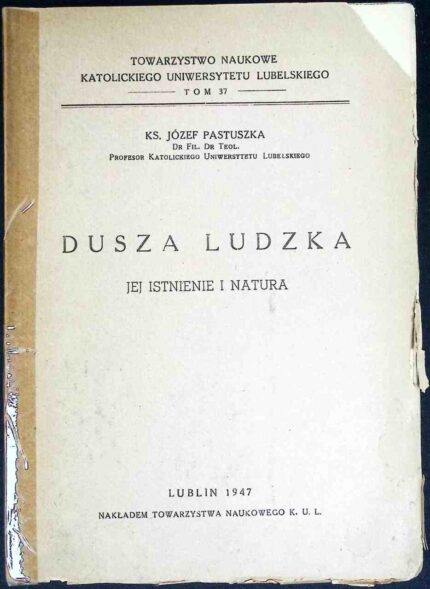 TOWARZYSTWO NAUKOWE
KATOLICKIEGO UNIWERSYTETU LUBELSKIEGO
TOM 37
KS. JÓZEF PASTUSZKA
DR FIL. DR TEOL.
PROFESOR KATOLICKIEGO UNIWERSYTETU LUBELSKIEGO
DUSZA LUDZKA
JEJ ISTNIENIE I NATURA
LUBLIN 1947
NAKŁADEM TOWARZYSTWA NAUKOWEGO K. U. L.